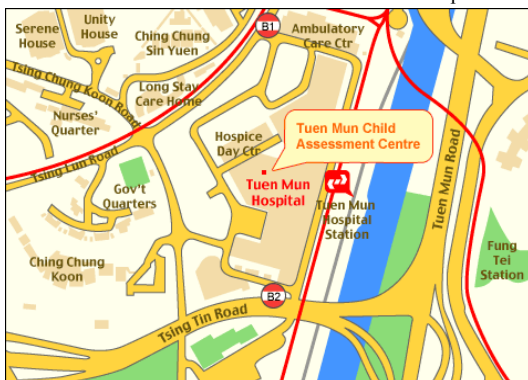 Serene
House
Unity
House
Ching Chung
Sin Yuen
B1
Ambulatory
Care Ctr
Tsing Chung Koon Road
Long Stay
Care Home
Nurses'
Quarter
Hospice
Day Ctr
Tuen Mun Child
Assessment Centre
Tsing Lun Road
Gov't
Quarters
Tuen Mun
Hospital
Tuen Mun
Hospital
Station
Tuen Mun Road
Ching Chung
Koon
Fung
Tei
Station
B2
Tsing Tin Road